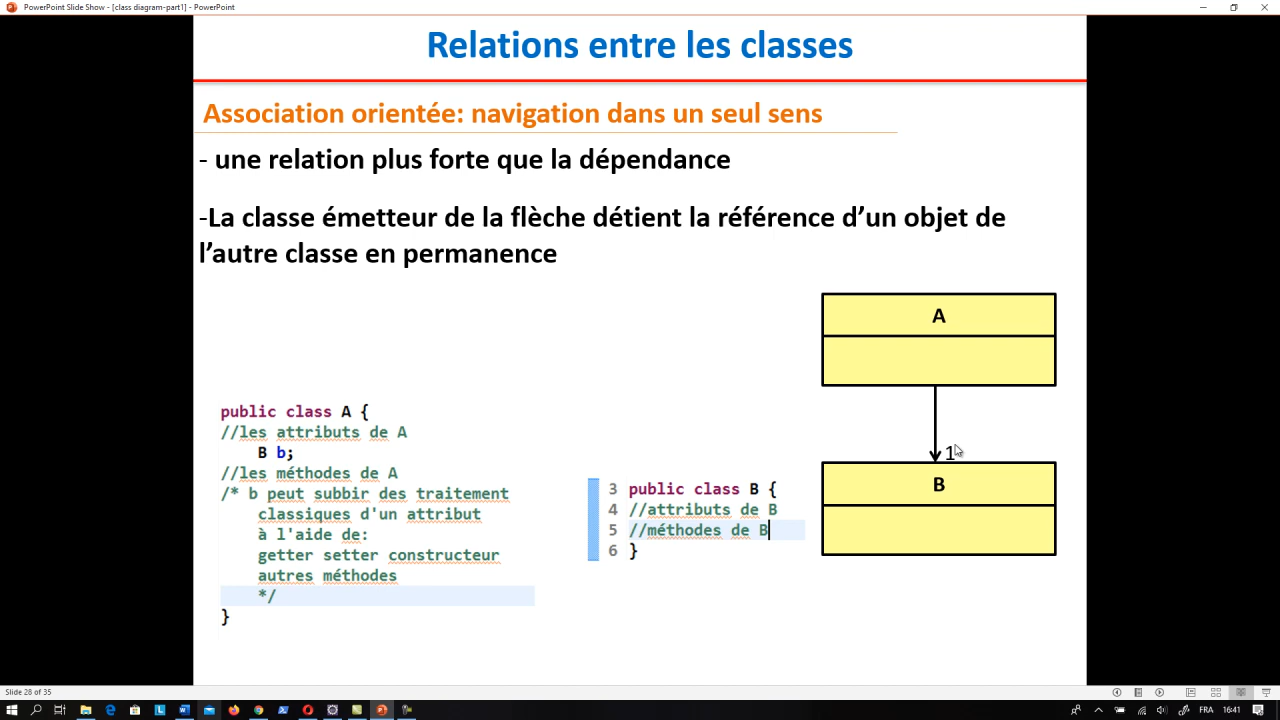 PowerPoint Slide Show - [class diagram-part1] - PowerPoint
Relations entre les classes
Association orientée: navigation dans un seul sens
- une relation plus forte que la dépendance
-La classe émetteur de la flèche détient la référence d'un objet de
l'autre classe en permanence
A
public class A {
//les attributs de A
B b;
//les méthodes de A
/* b peut subbir des traitement
classiques d'un attribut
à l'aide de:
getter setter constructeur
autres méthodes
*/
}
3 public class B {
4 //attributs de B
5 //méthodes de B
6 }
1
B
Slide 28 of 35
FRA
16:41